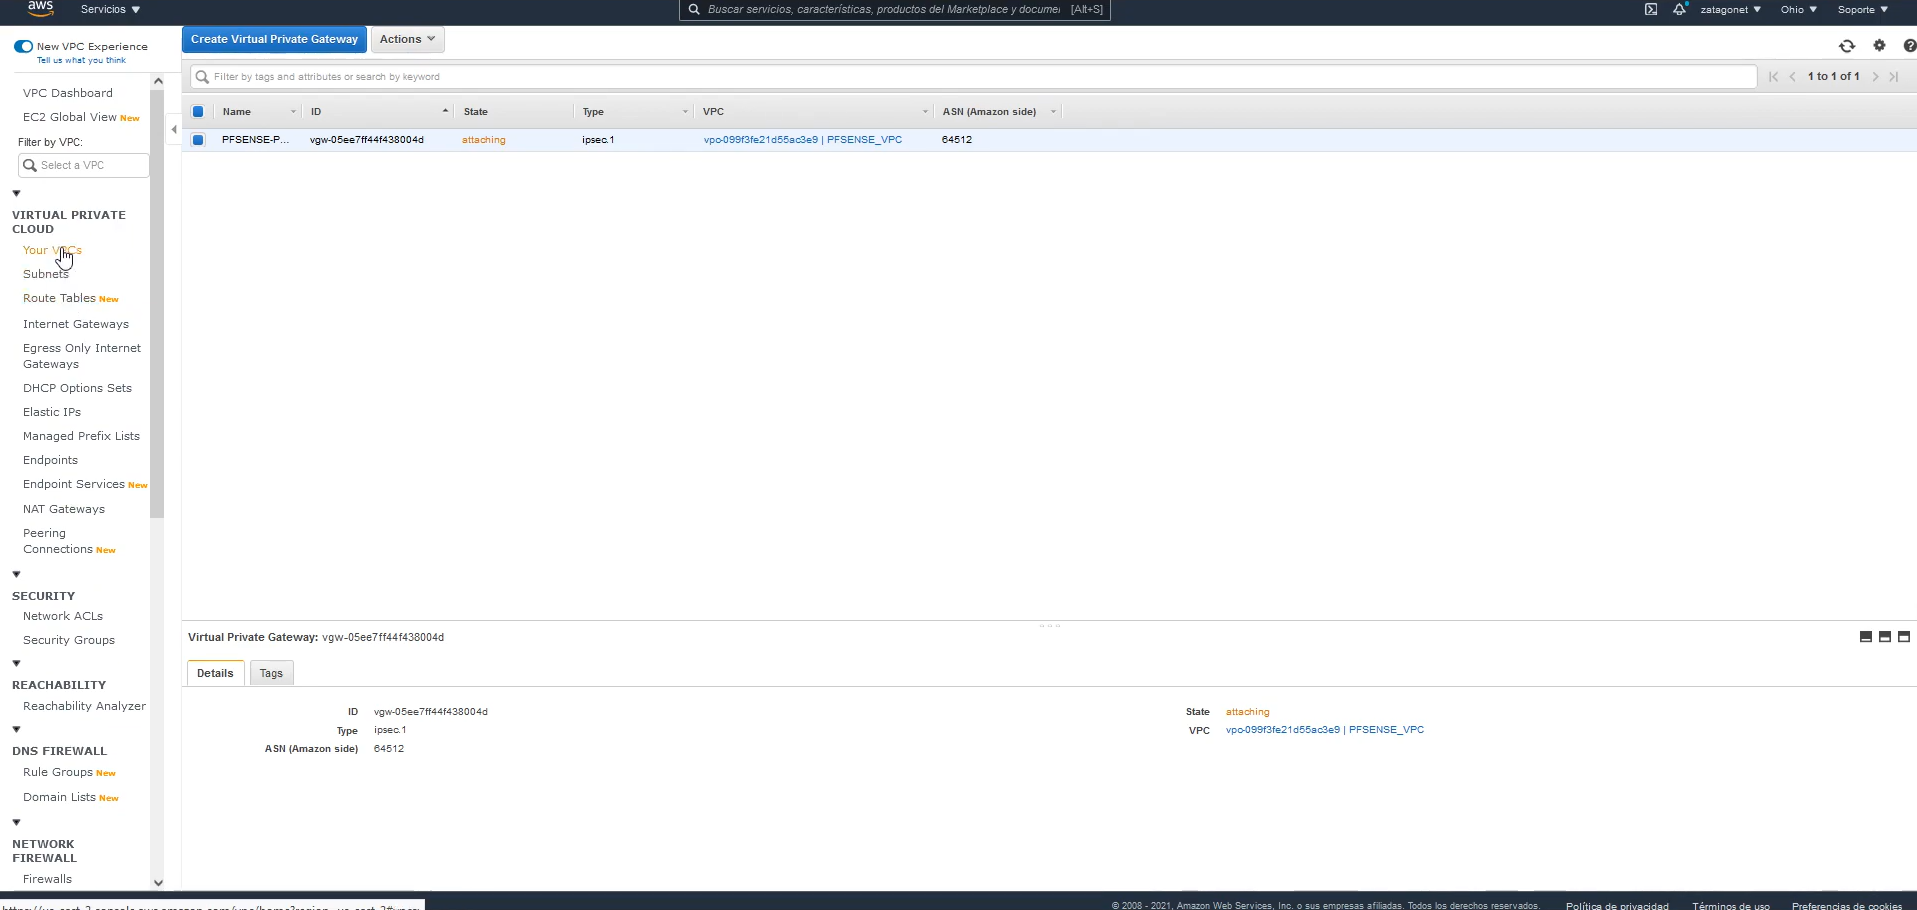 aws
Servicios
Buscar servicios, características, productos del Marketplace y documen [Alt+S]
zatagonet
Ohio
Soporte
New VPC Experience
Tell us what you think
Create Virtual Private Gateway
Actions
VPC Dashboard
EC2 Global View New
Filter by VPC:
Select a VPC
VIRTUAL PRIVATE
CLOUD
Your VPCs
Subnets
Route Tables New
Internet Gateways
Egress Only Internet
Gateways
DHCP Options Sets
Elastic IPs
Managed Prefix Lists
Endpoints
Endpoint Services New
NAT Gateways
Peering
Connections New
SECURITY
Network ACLs
Security Groups
REACHABILITY
Reachability Analyzer
DNS FIREWALL
Rule Groups New
Domain Lists New
NETWORK
FIREWALL
Firewalls
Filter by tags and attributes or search by keyword
1 to 1 of 1
Name ID State Type VPC ASN (Amazon side)
PFSENSE-P... vgw-05ee7ff44f438004d attaching ipsec.1 vpc-099f3fe21d55ac3e9 | PFSENSE_VPC 64512
Virtual Private Gateway: vgw-05ee7ff44f438004d
Details
Tags
ID vgw-05ee7ff44f438004d
Type ipsec.1
ASN (Amazon side) 64512
State attaching
VPC vpc-099f3fe21d55ac3e9 | PFSENSE_VPC
© 2008 - 2021, Amazon Web Services, Inc. o sus empresas afiliadas. Todos los derechos reservados.
Política de privacidad
Términos de uso
Preferencias de cookies